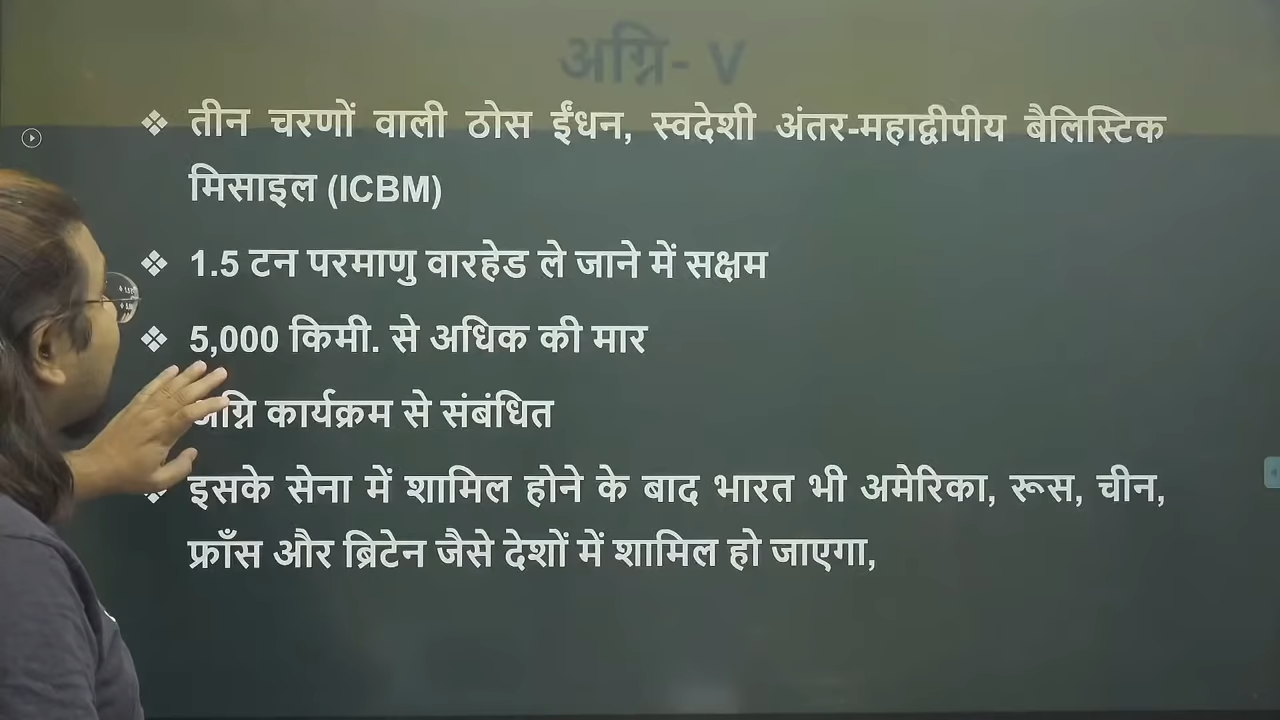 अग्नि- V
❖ तीन चरणों वाली ठोस ईंधन, स्वदेशी अंतर-महाद्वीपीय बैलिस्टिक
मिसाइल (ICBM)
❖ 1.5 टन परमाणु वारहेड ले जाने में सक्षम
❖ 5,000 किमी. से अधिक की मार
अग्नि कार्यक्रम से संबंधित
❖ इसके सेना में शामिल होने के बाद भारत भी अमेरिका, रूस, चीन,
फ्राँस और ब्रिटेन जैसे देशों में शामिल हो जाएगा,